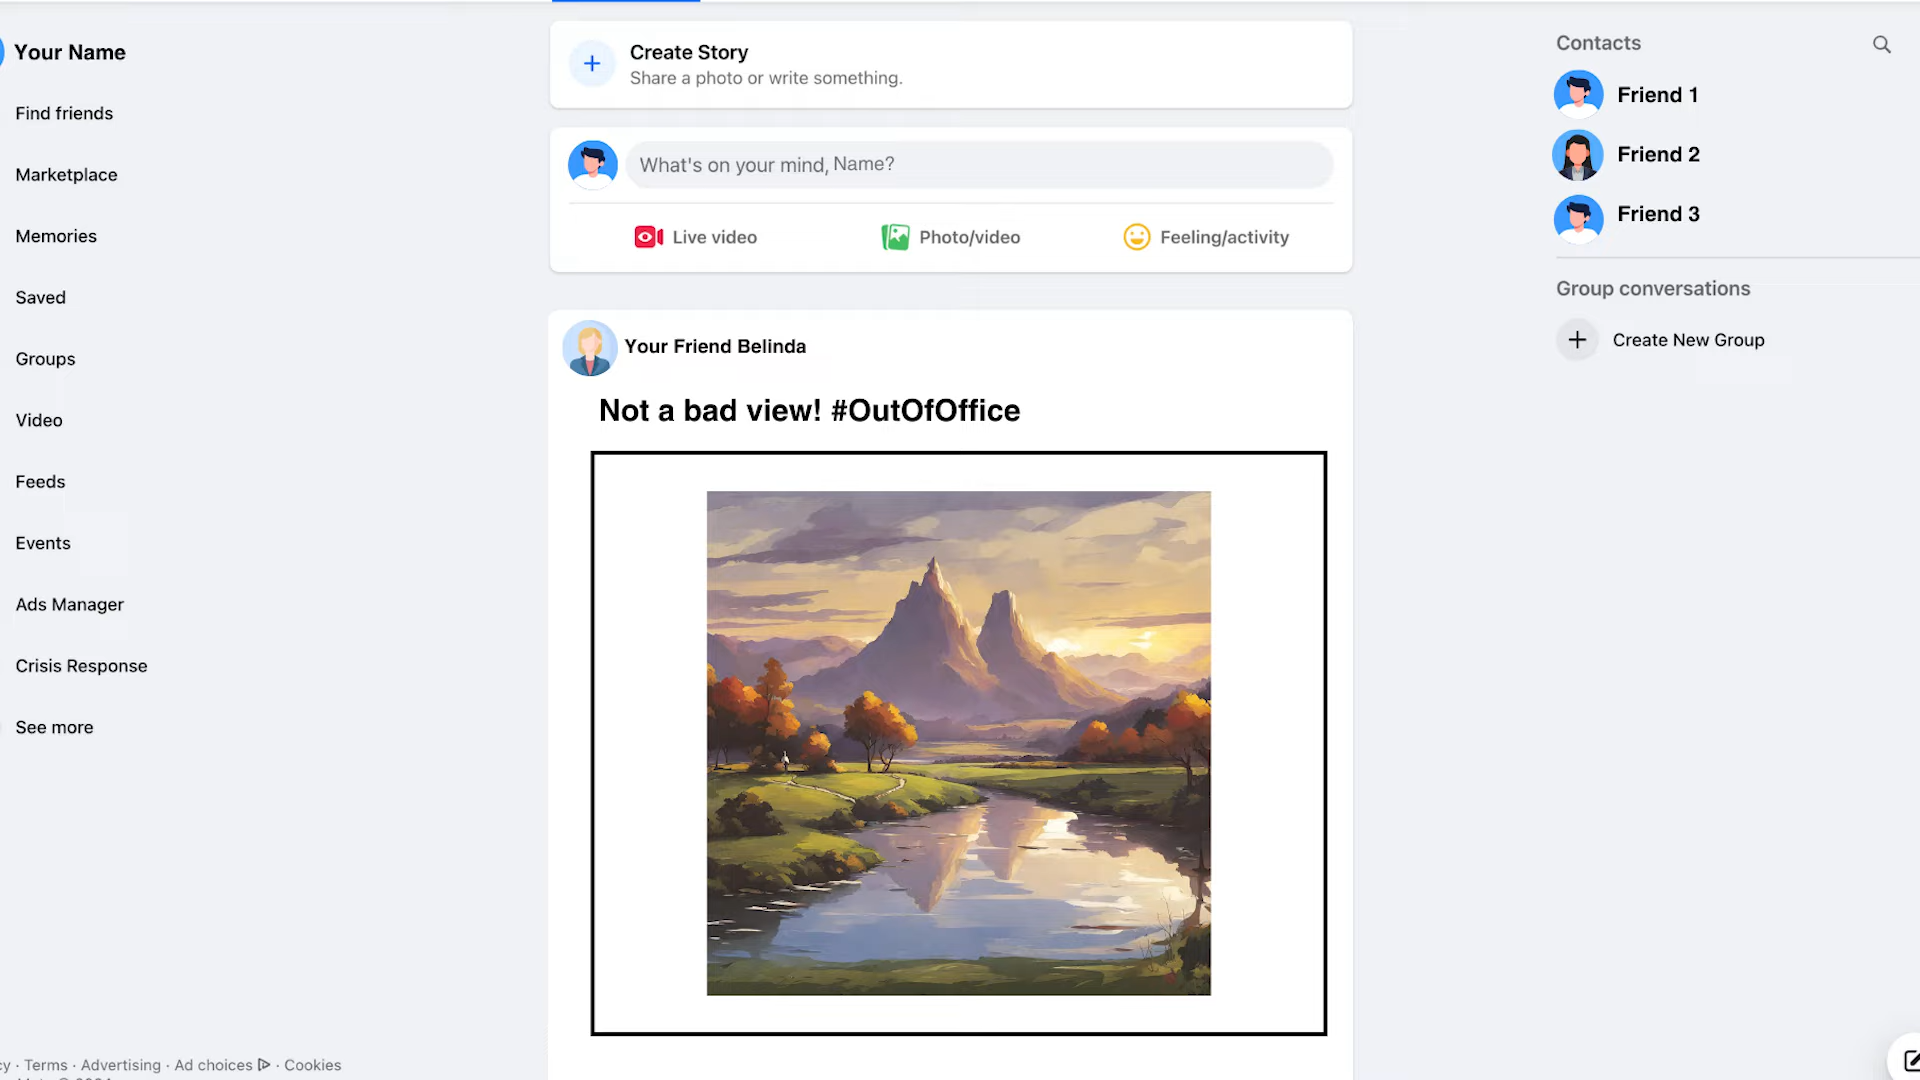 Your Name
Find friends
Marketplace
Memories
Saved
Groups
Video
Feeds
Events
Ads Manager
Crisis Response
See more
cy · Terms · Advertising · Ad choices · Cookies
Create Story
Share a photo or write something.
What's on your mind, Name?
Live video
Photo/video
Feeling/activity
Your Friend Belinda
Not a bad view! #OutOfOffice
Contacts
Friend 1
Friend 2
Friend 3
Group conversations
Create New Group